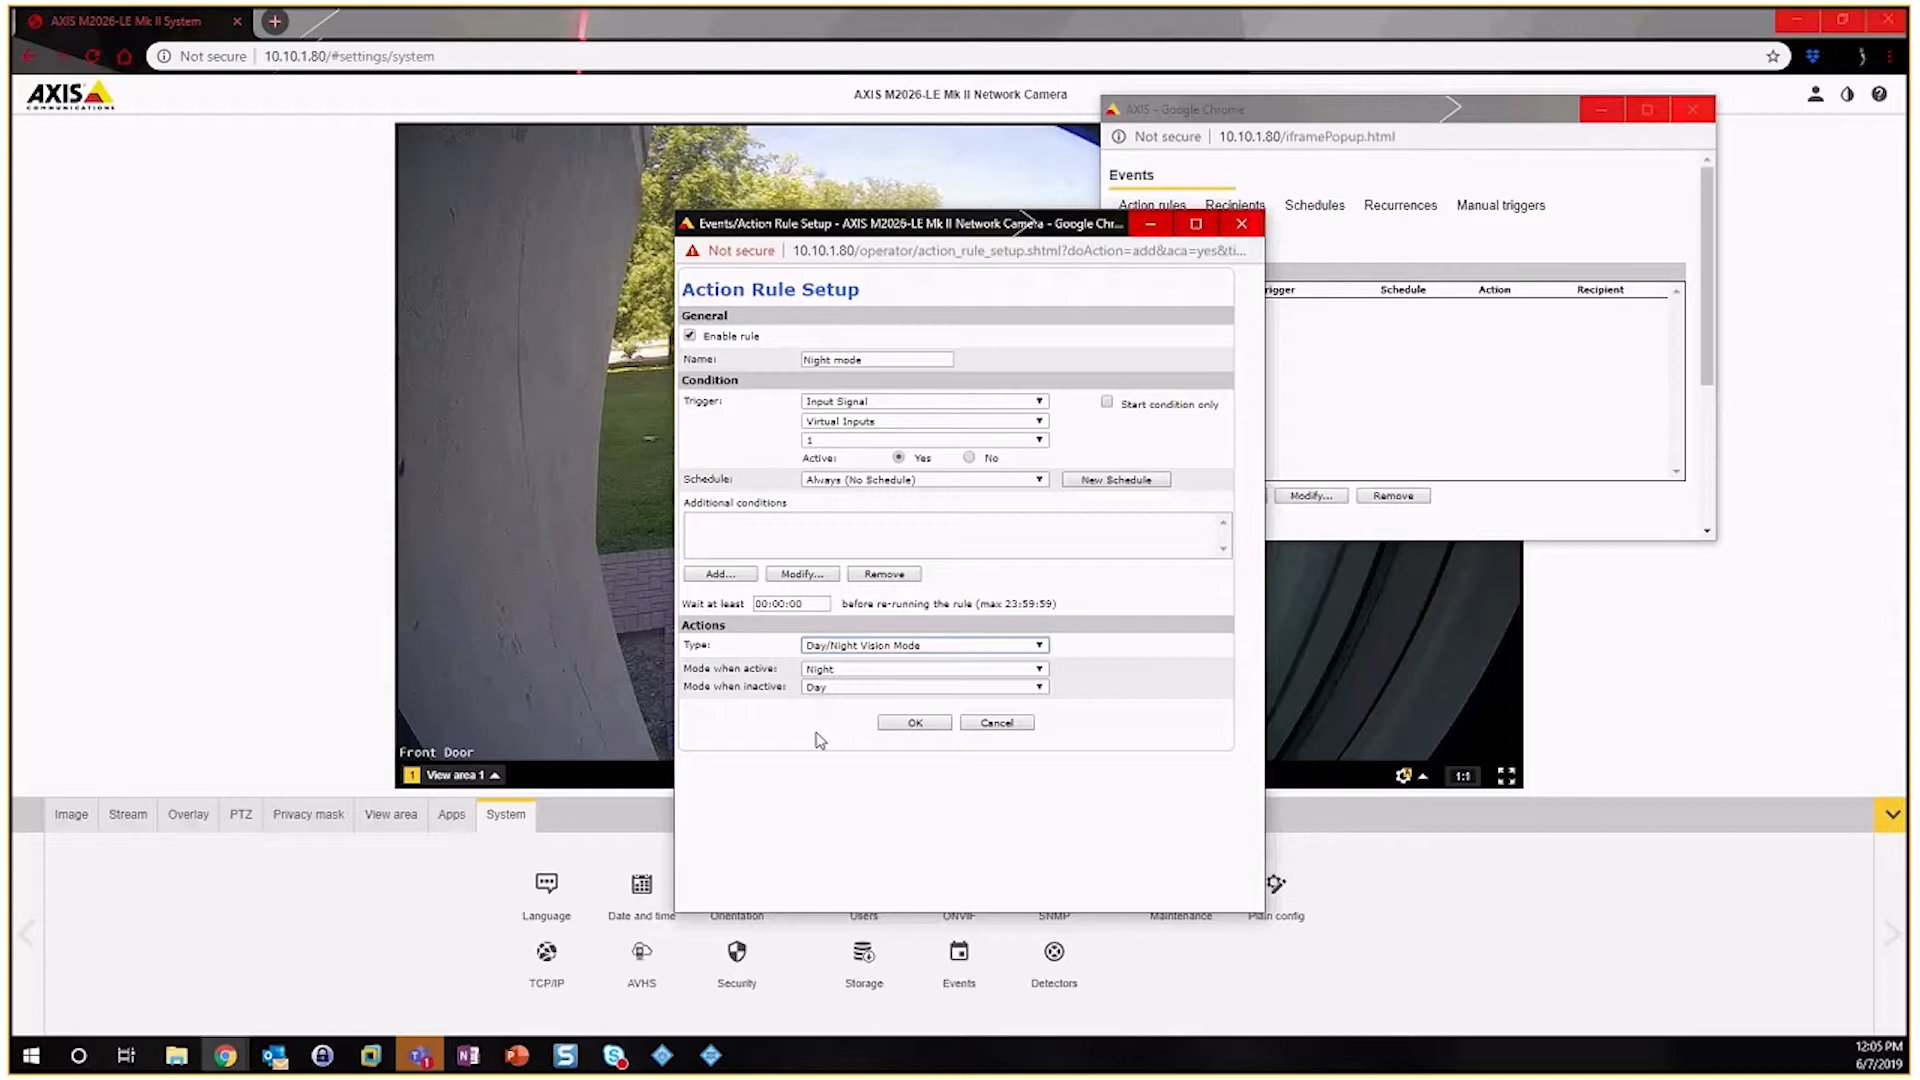 AXIS M2026-LE Mk II System
Not secure
10.10.1.80/#settings/system
AXIS
COMMUNICATIONS
AXIS M2026-LE Mk II Network Camera
AXIS - Google Chrome
Not secure
10.10.1.80/iframePopup.html
Events
Action rules
Recipients
Schedules
Recurrences
Manual triggers
rigger
Schedule
Action
Recipient
Modify...
Remove
Events/Action Rule Setup - AXIS M2026-LE Mk II Network Camera - Google Chr...
Not secure
10.10.1.80/operator/action_rule_setup.shtml?doAction=add&aca=yes&ti...
Action Rule Setup
General
Enable rule
Name:
Night mode
Condition
Trigger:
Input Signal
Start condition only
Virtual Inputs
1
Active:
Yes
No
Schedule:
Always (No Schedule)
New Schedule
Additional conditions
Add...
Modify...
Remove
Wait at least 00:00:00 before re-running the rule (max 23:59:59)
Actions
Type:
Day/Night Vision Mode
Mode when active:
Night
Mode when inactive:
Day
OK
Cancel
Front Door
1
View area 1
1:1
Image
Stream
Overlay
PTZ
Privacy mask
View area
Apps
System
Language
Date and time
Orientation
Users
ONVIF
SNMP
Maintenance
Plain config
TCP/IP
AVHS
Security
Storage
Events
Detectors
12:05 PM
6/7/2019